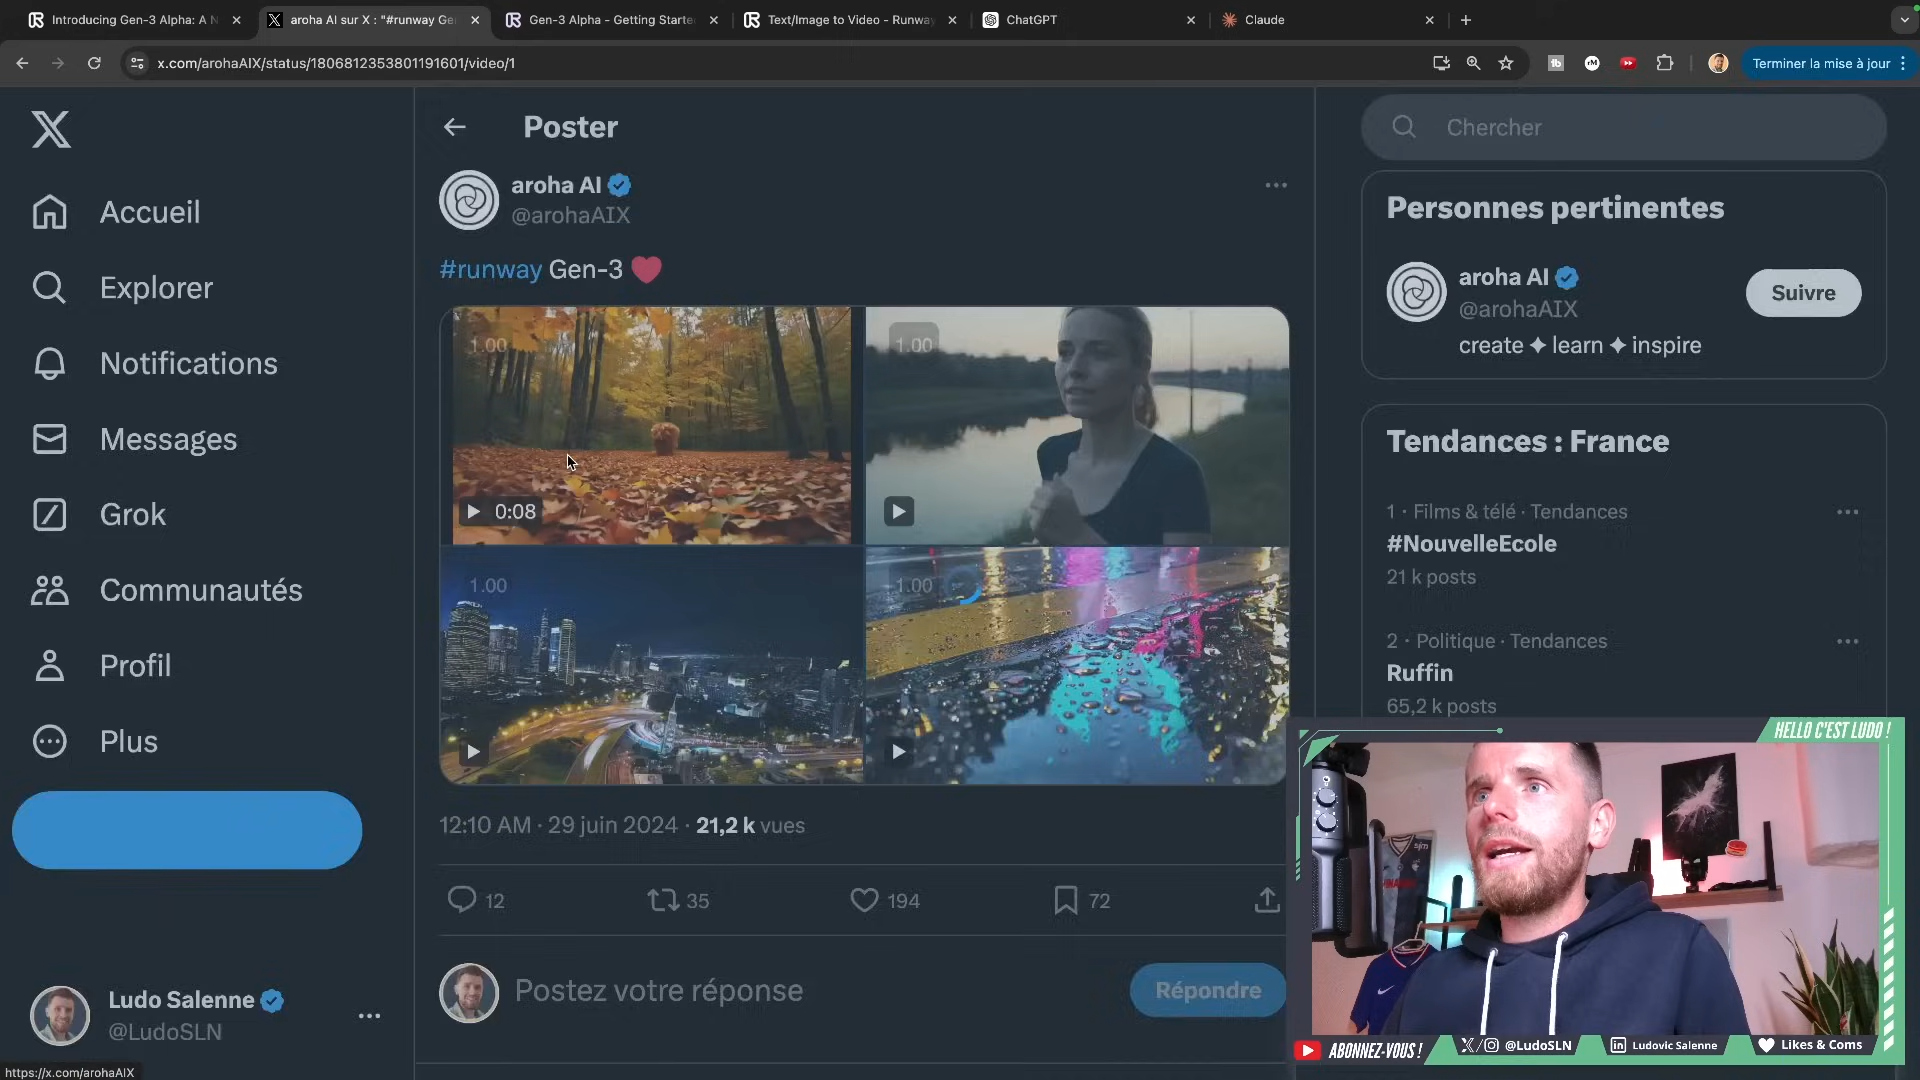 Introducing Gen-3 Alpha: A N
aroha AI sur X : "#runway Ge
Gen-3 Alpha - Getting Starte
Text/Image to Video - Runway
ChatGPT
Claude
x.com/arohaAIX/status/1806812353801191601/video/1
Terminer la mise à jour
Poster
Chercher
aroha AI
@arohaAIX
#runway Gen-3
Accueil
Explorer
Notifications
Messages
Grok
Communautés
Profil
Plus
Ludo Salenne
@LudoSLN
1.00
1.00
0:08
1.00
1.00
12:10 AM · 29 juin 2024 · 21,2 k vues
12
35
194
72
Postez votre réponse
Répondre
Personnes pertinentes
aroha AI
@arohaAIX
Suivre
create ✦ learn ✦ inspire
Tendances : France
1 · Films & télé · Tendances
#NouvelleEcole
21 k posts
2 · Politique · Tendances
Ruffin
65,2 k posts
HELLO C'EST LUDO !
ABONNEZ-VOUS !
@LudoSLN
Ludovic Salenne
Likes & Coms
https://x.com/arohaAIX